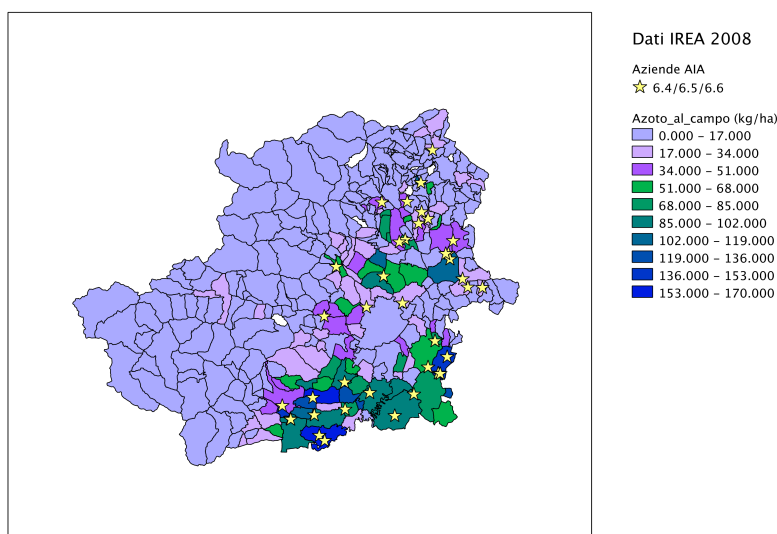 Dati IREA 2008
Aziende AIA
6.4/6.5/6.6
Azoto_al_campo (kg/ha)
0.000 - 17.000
17.000 - 34.000
34.000 - 51.000
51.000 - 68.000
68.000 - 85.000
85.000 - 102.000
102.000 - 119.000
119.000 - 136.000
136.000 - 153.000
153.000 - 170.000